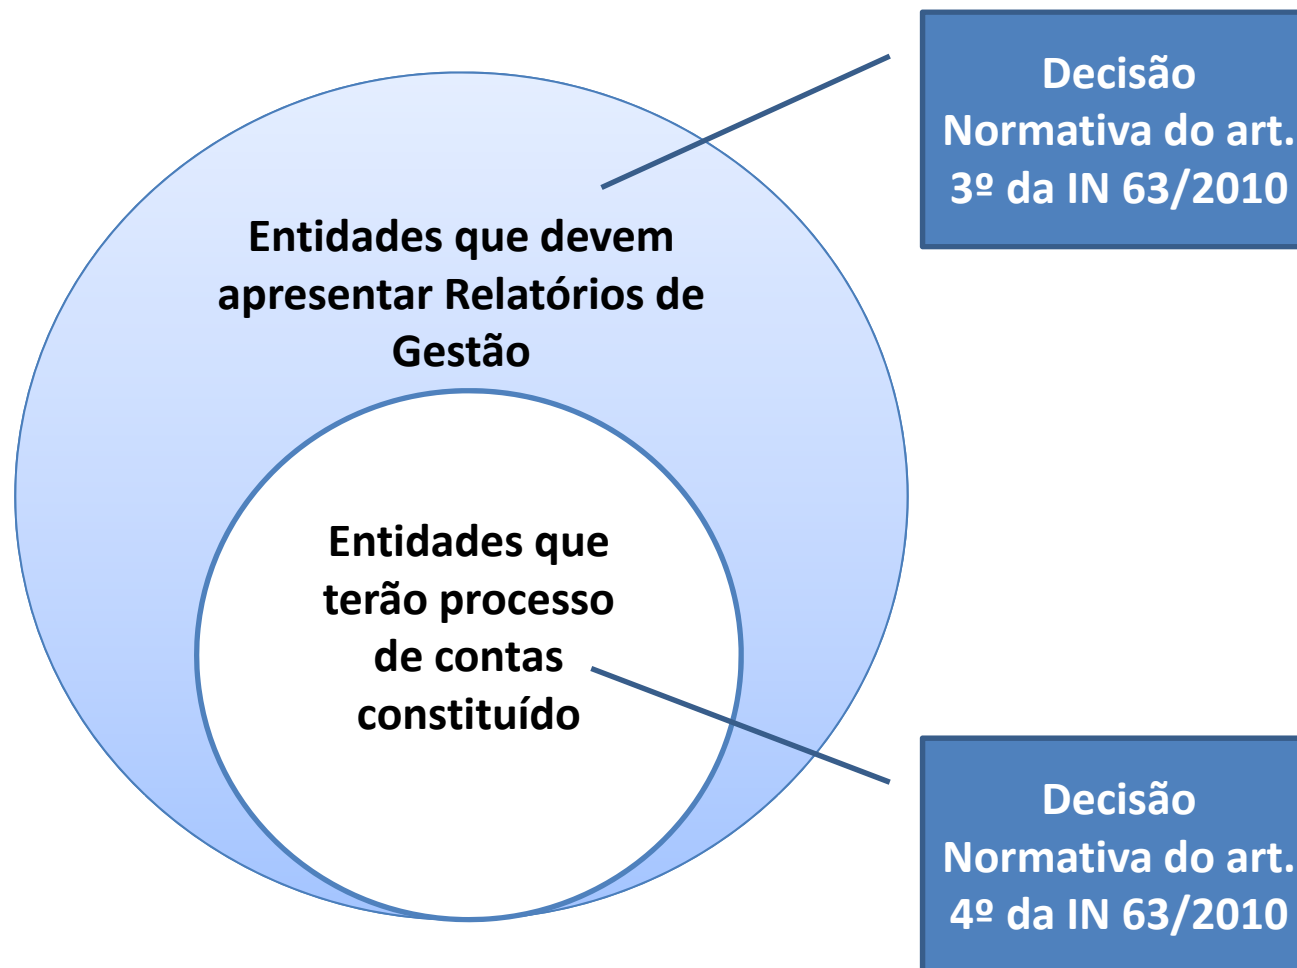 Decisão
Normativa do art.
3º da IN 63/2010
Entidades que devem
apresentar Relatórios de
Gestão
Entidades que
terão processo
de contas
constituído
Decisão
Normativa do art.
4º da IN 63/2010